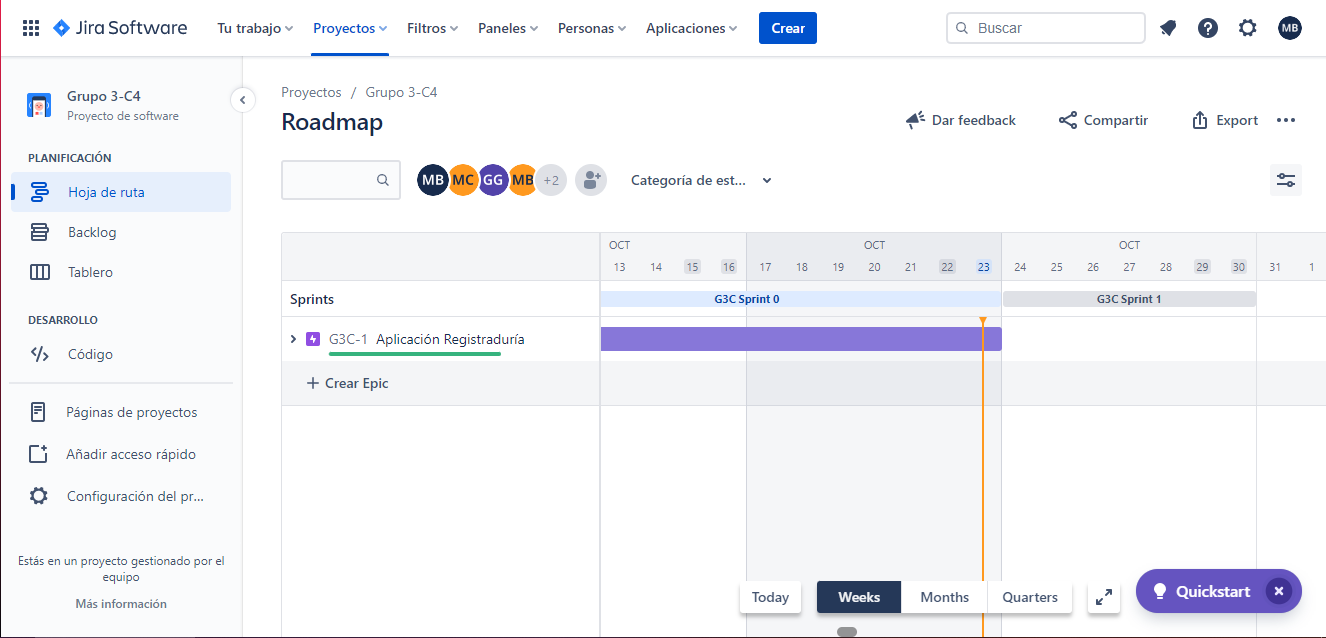 Jira Software Tu trabajo Proyectos Filtros Paneles Personas Aplicaciones Crear Buscar MB
Grupo 3-C4
Proyecto de software
PLANIFICACIÓN
Hoja de ruta
Backlog
Tablero
DESARROLLO
Código
Páginas de proyectos
Añadir acceso rápido
Configuración del pr...
Estás en un proyecto gestionado por el
equipo
Más información
Proyectos / Grupo 3-C4
Roadmap
Dar feedback Compartir Export
MB MC GG MB +2 Categoría de est...
OCT OCT OCT
13 14 15 16 17 18 19 20 21 22 23 24 25 26 27 28 29 30 31 1
Sprints G3C Sprint 0 G3C Sprint 1
G3C-1 Aplicación Registraduría
+ Crear Epic
Today Weeks Months Quarters Quickstart